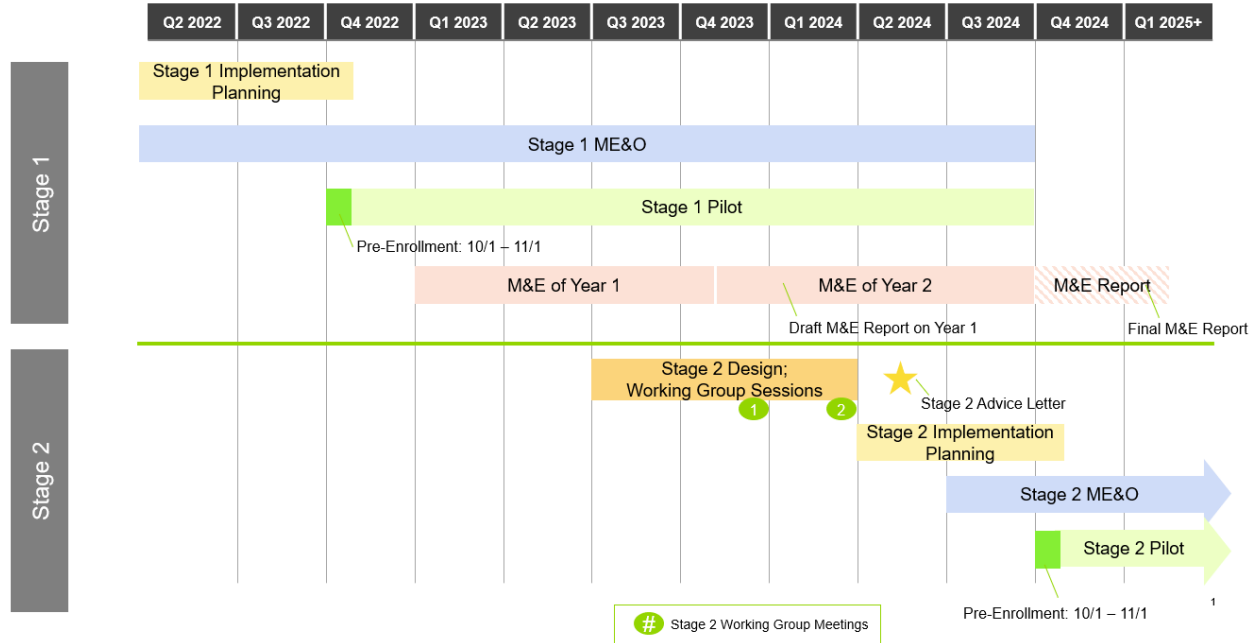 Q2 2022 Q3 2022 Q4 2022 Q1 2023 Q2 2023 Q3 2023 Q4 2023 Q1 2024 Q2 2024 Q3 2024 Q4 2024 Q1 2025+
Stage 1
Stage 1 Implementation
Planning
Stage 1 ME&O
Stage 1 Pilot
Pre-Enrollment: 10/1 – 11/1
M&E of Year 1
M&E of Year 2
M&E Report
Draft M&E Report on Year 1
Final M&E Report
Stage 2
Stage 2 Design;
Working Group Sessions
1
2
Stage 2 Advice Letter
Stage 2 Implementation
Planning
Stage 2 ME&O
Stage 2 Pilot
Pre-Enrollment: 10/1 – 11/1
1
# Stage 2 Working Group Meetings